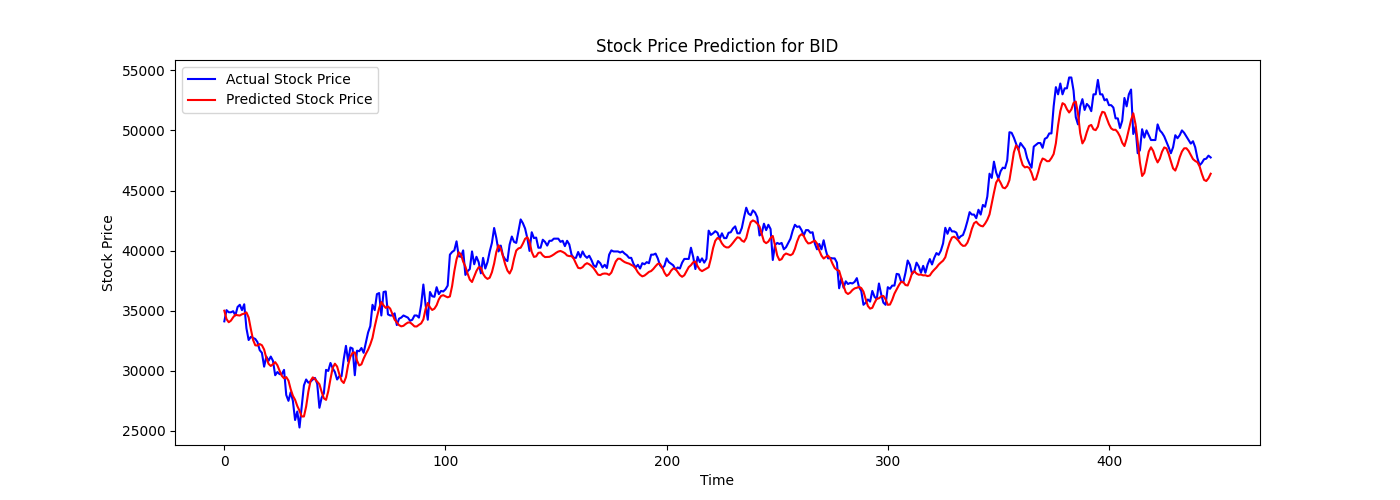 Stock Price Prediction for BID
Actual Stock Price
Predicted Stock Price
55000
50000
45000
40000
35000
30000
25000
Stock Price
0 100 200 300 400
Time